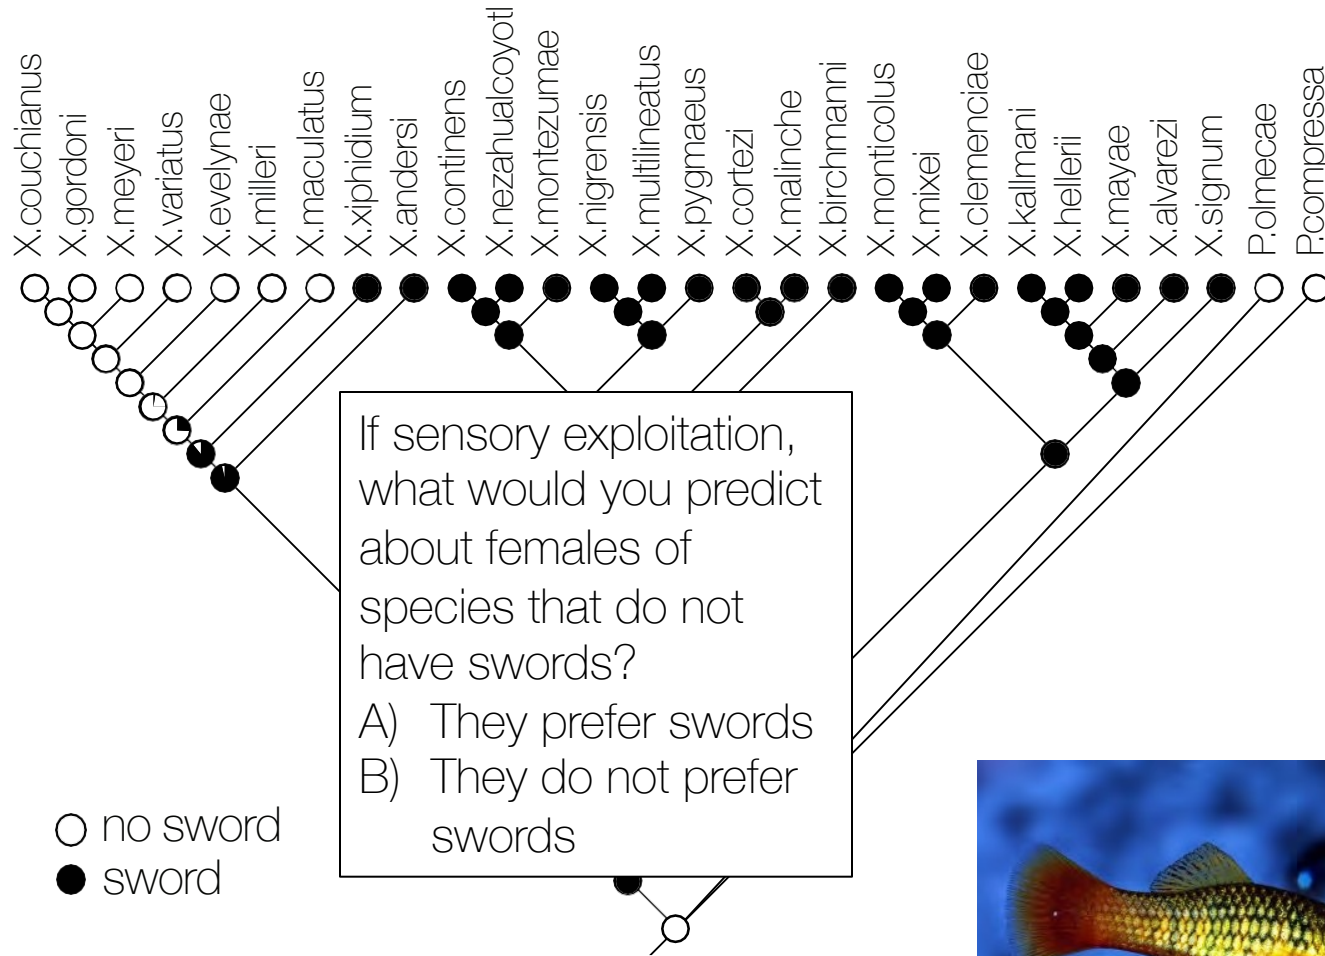 X.couchianus
X.gordoni
X.meyeri
X.variatus
X.evelynae
X.milleri
X.maculatus
X.xiphidium
X.andersi
X.continens
X.nezahualcoyotl
X.montezumae
X.nigrensis
X.multilineatus
X.pygmaeus
X.cortezi
X.malinche
X.birchmanni
X.monticolus
X.mixei
X.clemenciae
X.kallmani
X.hellerii
X.mayae
X.alvarezi
X.signum
P.olmecae
P.compressa
If sensory exploitation,
what would you predict
about females of
species that do not
have swords?
A) They prefer swords
B) They do not prefer
swords
no sword
sword